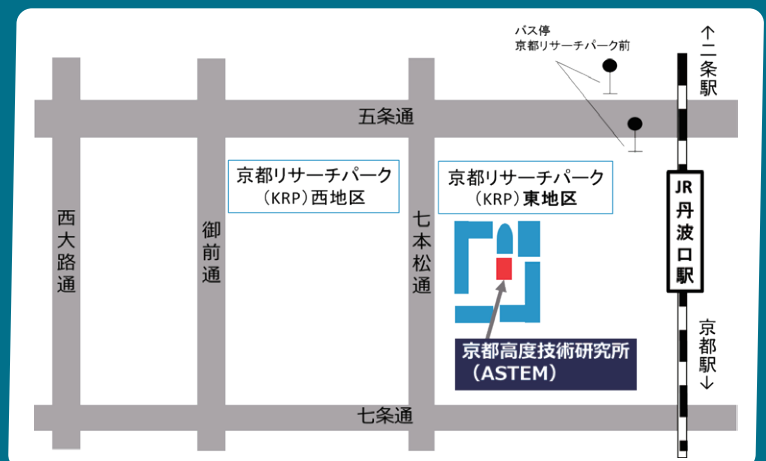 バス停
京都リサーチパーク前
↑二条駅
五条通
京都リサーチパーク
(KRP)西地区
京都リサーチパーク
(KRP)東地区
西大路通
御前通
七本松通
JR丹波口駅
京都高度技術研究所
(ASTEM)
京都駅↓
七条通